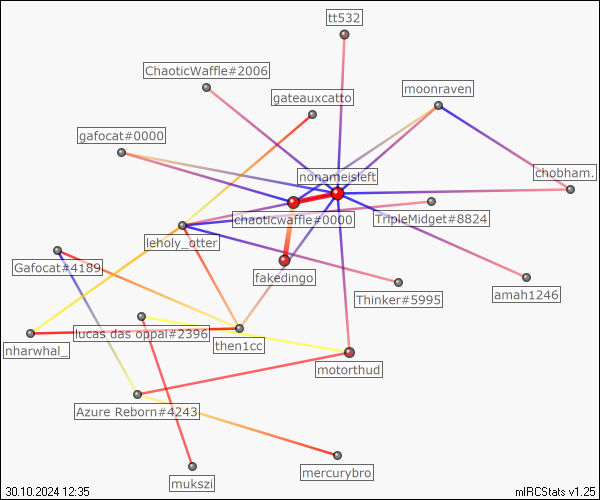 tt532
ChaoticWaffle#2006
moonraven
gateauxcatto
gafocat#0000
nonameisleft
chobham.
chaoticwaffle#0000
TripleMidget#8824
leholy_otter
Gafocat#4189
fakedingo
Thinker#5995
amah1246
lucas das oppai#2396
nharwhal_
then1cc
motorthud
Azure Reborn#4243
mercurybro
mukszi
30.10.2024 12:35
mIRCStats v1.25